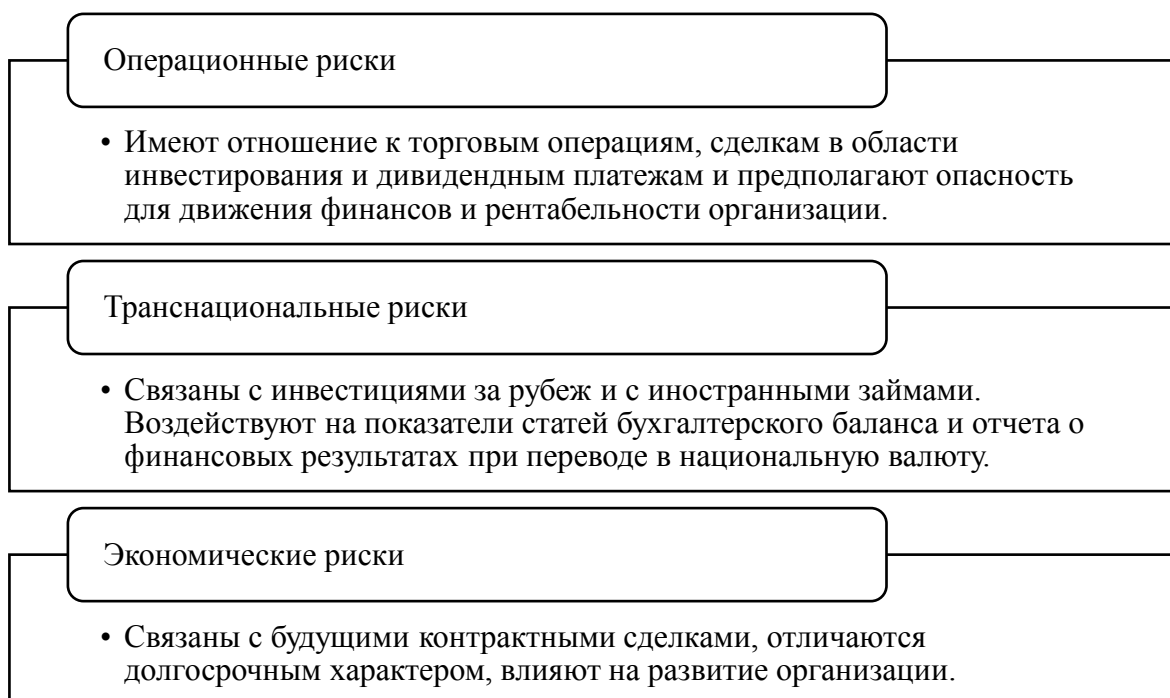 Операционные риски
• Имеют отношение к торговым операциям, сделкам в области
инвестирования и дивидендным платежам и предполагают опасность
для движения финансов и рентабельности организации.
Транснациональные риски
• Связаны с инвестициями за рубеж и с иностранными займами.
Воздействуют на показатели статей бухгалтерского баланса и отчета о
финансовых результатах при переводе в национальную валюту.
Экономические риски
• Связаны с будущими контрактными сделками, отличаются
долгосрочным характером, влияют на развитие организации.